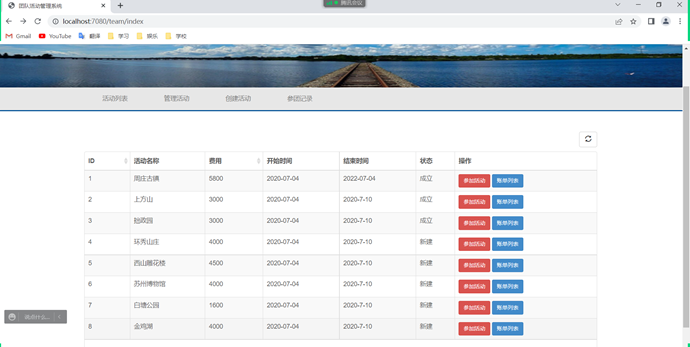 腾讯会议
团队活动管理系统
localhost:7080/team/index
Gmail YouTube 翻译 学习 娱乐 学校
活动列表 管理活动 创建活动 参团记录
ID 活动名称 费用 开始时间 结束时间 状态 操作
1 周庄古镇 5800 2020-07-04 2022-07-04 成立 参加活动 账单列表
2 上方山 3000 2020-07-04 2020-7-10 成立 参加活动 账单列表
3 拙政园 3000 2020-07-04 2020-7-10 成立 参加活动 账单列表
4 环秀山庄 4000 2020-07-04 2020-7-10 新建 参加活动 账单列表
5 西山雕花楼 4500 2020-07-04 2020-7-10 新建 参加活动 账单列表
6 苏州博物馆 4000 2020-07-04 2020-7-10 新建 参加活动 账单列表
7 白塘公园 1600 2020-07-04 2020-7-10 新建 参加活动 账单列表
8 金鸡湖 4000 2020-07-04 2020-7-10 新建 参加活动 账单列表
说点什么...